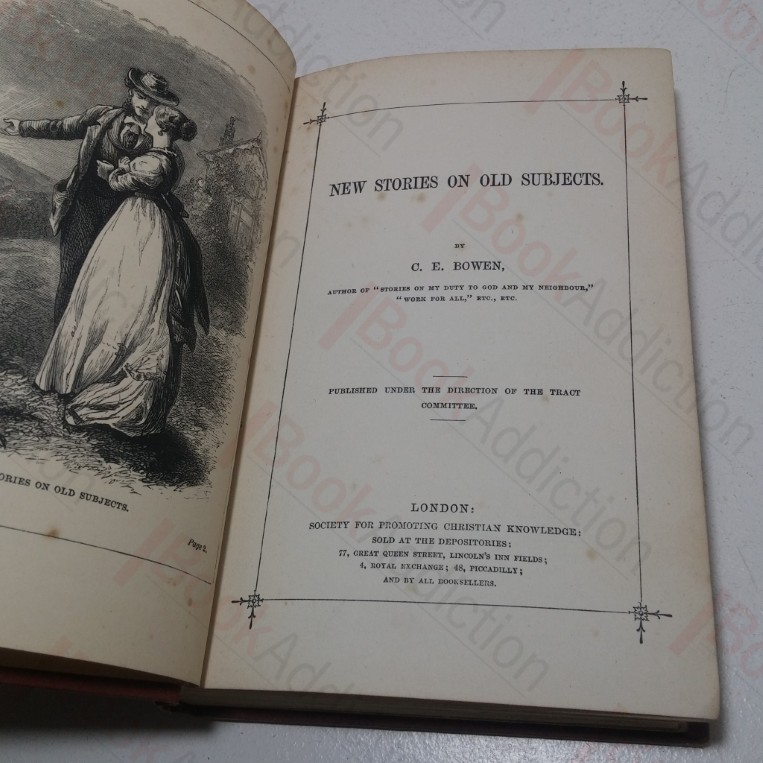 ORIES ON OLD SUBJECTS.
Page 2.
NEW STORIES ON OLD SUBJECTS.
BY
C. E. BOWEN,
AUTHOR OF "STORIES ON MY DUTY TO GOD AND MY NEIGHBOUR,"
"WORK FOR ALL," ETC., ETC.
PUBLISHED UNDER THE DIRECTION OF THE TRACT
COMMITTEE.
LONDON:
SOCIETY FOR PROMOTING CHRISTIAN KNOWLEDGE:
SOLD AT THE DEPOSITORIES:
77, GREAT QUEEN STREET, LINCOLN'S INN FIELDS;
4, ROYAL EXCHANGE; 48, PICCADILLY;
AND BY ALL BOOKSELLERS.
BookAddiction